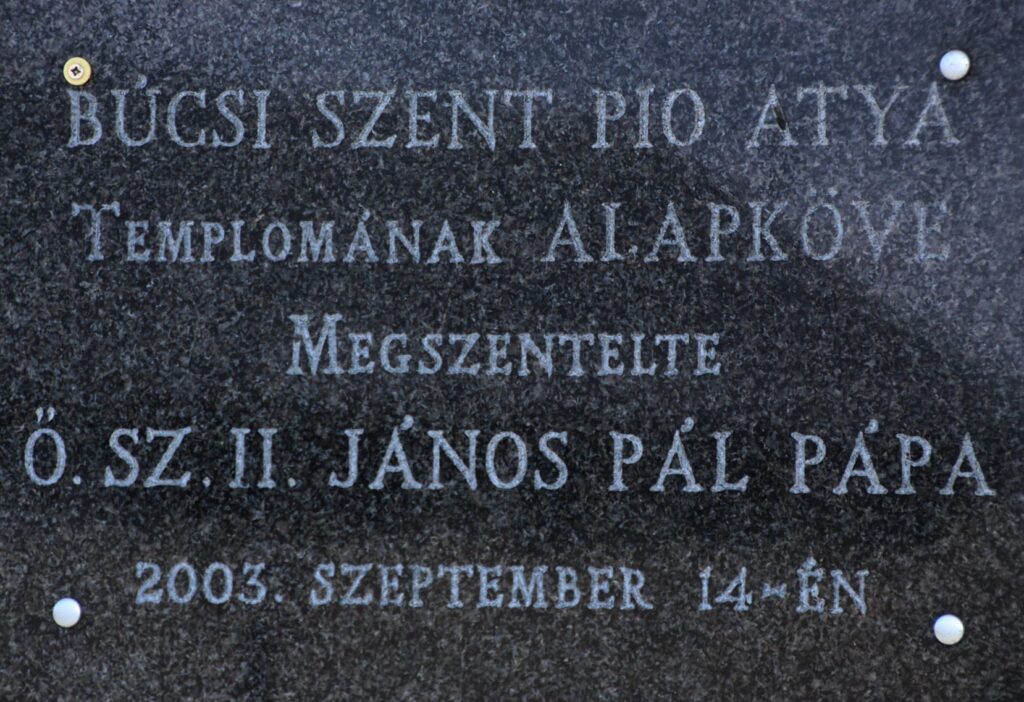 BÚCSI SZENT PIO ATYA
TEMPLOMÁNAK ALAPKÖVE
MEGSZENTELTE
Ő. SZ. II. JÁNOS PÁL PÁPA
2003. SZEPTEMBER 14-ÉN